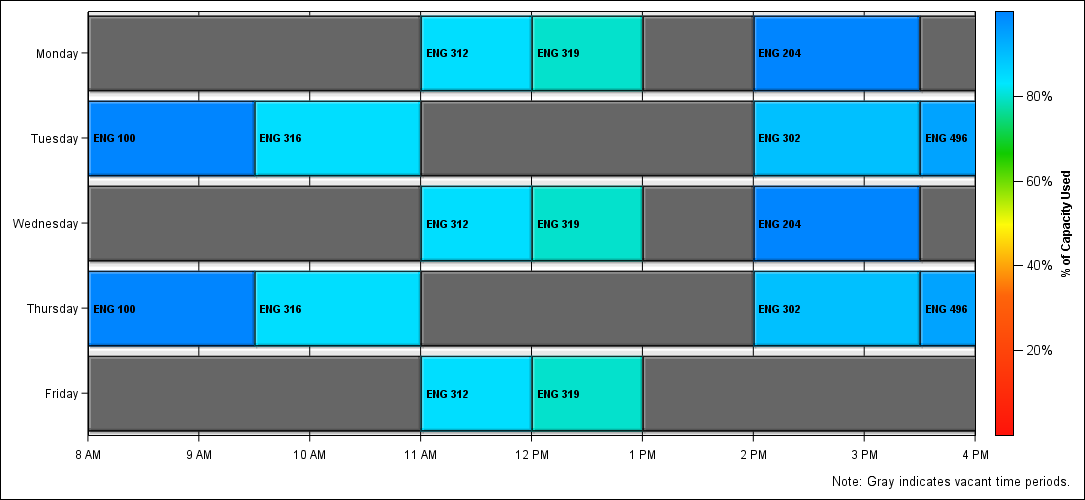 Monday
ENG 312
ENG 319
ENG 204
Tuesday
ENG 100
ENG 316
ENG 302
ENG 496
Wednesday
ENG 312
ENG 319
ENG 204
Thursday
ENG 100
ENG 316
ENG 302
ENG 496
Friday
ENG 312
ENG 319
8 AM
9 AM
10 AM
11 AM
12 PM
1 PM
2 PM
3 PM
4 PM
80%
60%
40%
20%
% of Capacity Used
Note: Gray indicates vacant time periods.